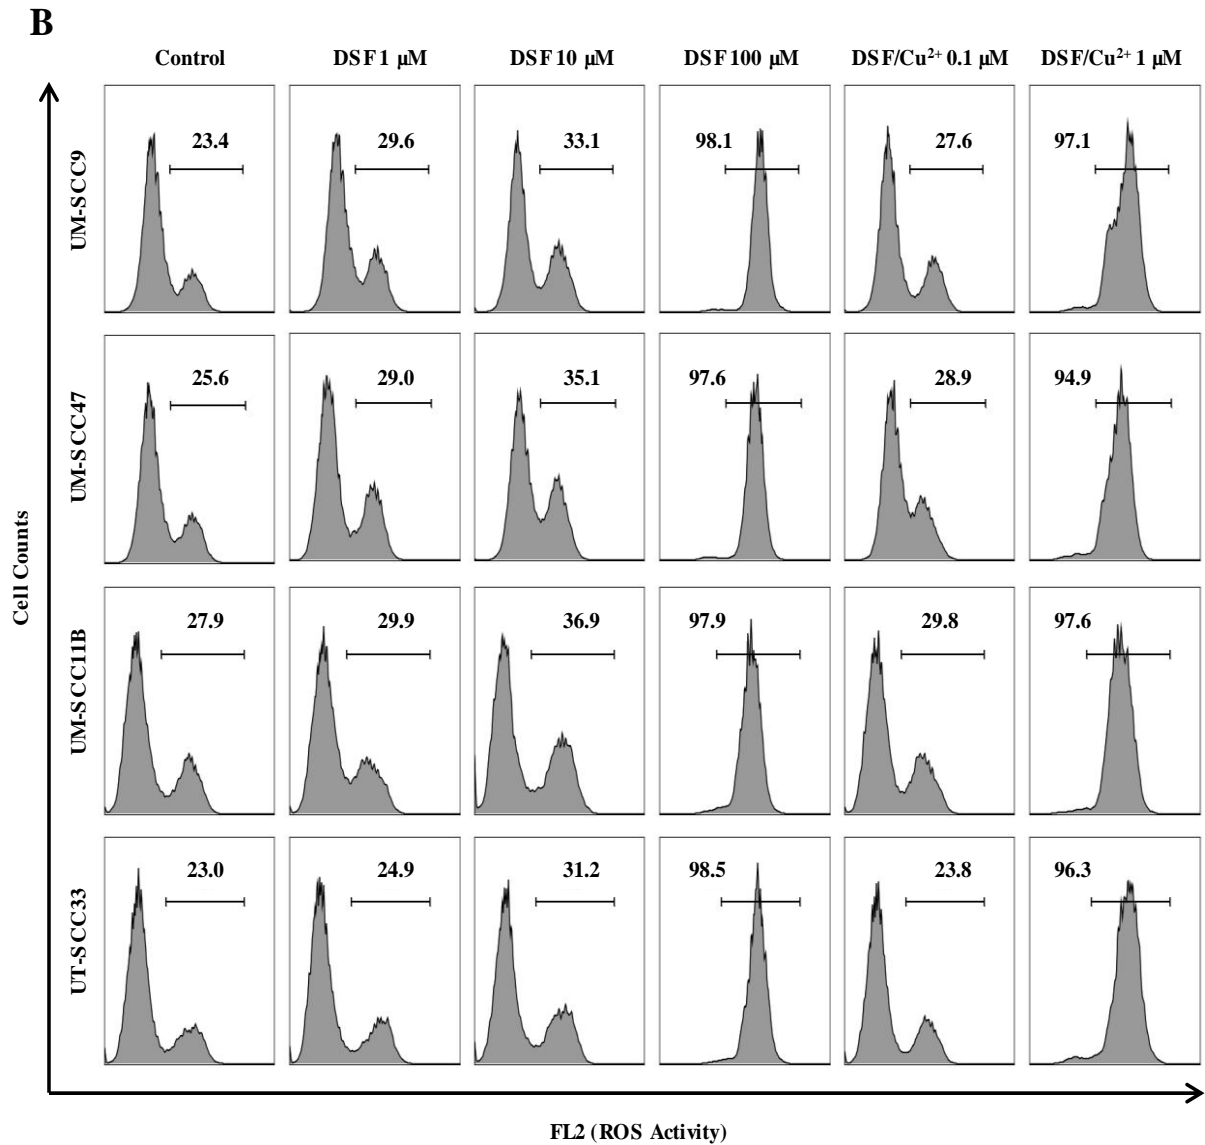 B
Control DSF 1 μM DSF 10 μM DSF 100 μM DSF/Cu²⁺ 0.1 μM DSF/Cu²⁺ 1 μM
UM-SCC9
23.4 29.6 33.1 98.1 27.6 97.1
UM-SCC47
25.6 29.0 35.1 97.6 28.9 94.9
UM-SCC11B
27.9 29.9 36.9 97.9 29.8 97.6
UT-SCC33
23.0 24.9 31.2 98.5 23.8 96.3
Cell Counts
FL2 (ROS Activity)